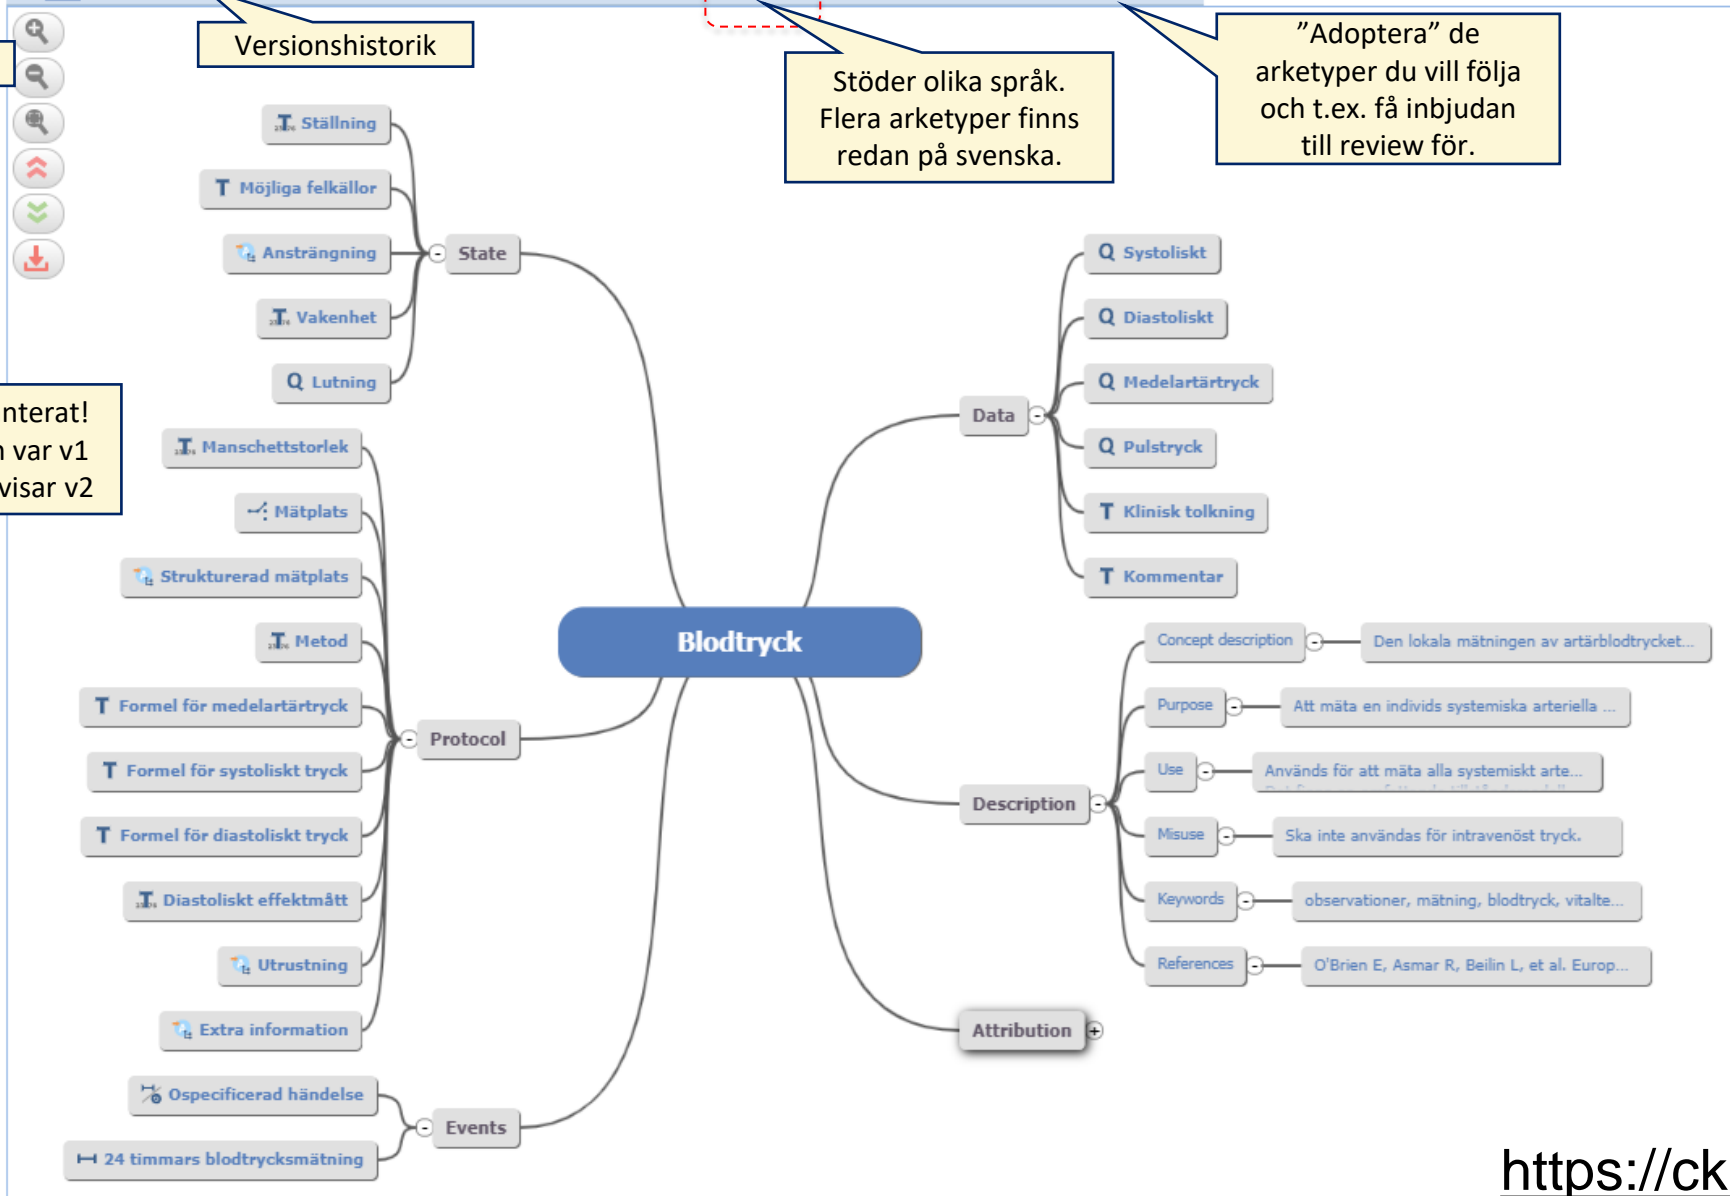 Versionshistorik
Stöder olika språk.
Flera arketyper finns
redan på svenska.
”Adoptera” de
arketyper du vill följa
och t.ex. få inbjudan
till review för.
nterat!
var v1
visar v2
Ställning
Möjliga felkällor
Ansträngning
Vakenhet
Lutning
State
Manschettstorlek
Mätplats
Strukturerad mätplats
Metod
Formel för medelartärtryck
Formel för systoliskt tryck
Formel för diastoliskt tryck
Diastoliskt effektmått
Utrustning
Extra information
Protocol
Ospecificerad händelse
24 timmars blodtrycksmätning
Events
Blodtryck
Data
Q Systoliskt
Q Diastoliskt
Q Medelartärtryck
Q Pulstryck
T Klinisk tolkning
T Kommentar
Description
Concept description
Den lokala mätningen av artärblodtrycket...
Purpose
Att mäta en individs systemiska arteriella ...
Use
Används för att mäta alla systemiskt arte...
Misuse
Ska inte användas för intravenöst tryck.
Keywords
observationer, mätning, blodtryck, vitalte...
References
O'Brien E, Asmar R, Beilin L, et al. Europ...
Attribution
https://ck